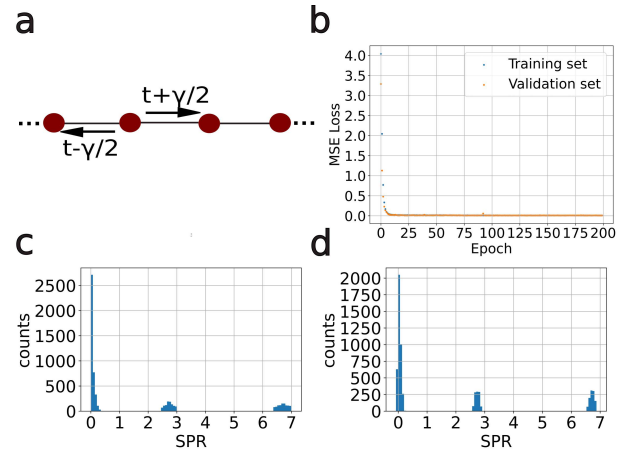 a
t+γ/2
t-γ/2
b
4.0
3.5
3.0
2.5
2.0
1.5
1.0
0.5
0.0
MSE Loss
Training set
Validation set
0 25 50 75 100 125 150 175 200
Epoch
c
2500
2000
1500
1000
500
0
counts
0 1 2 3 4 5 6 7
SPR
d
2000
1750
1500
1250
1000
750
500
250
0
counts
0 1 2 3 4 5 6 7
SPR